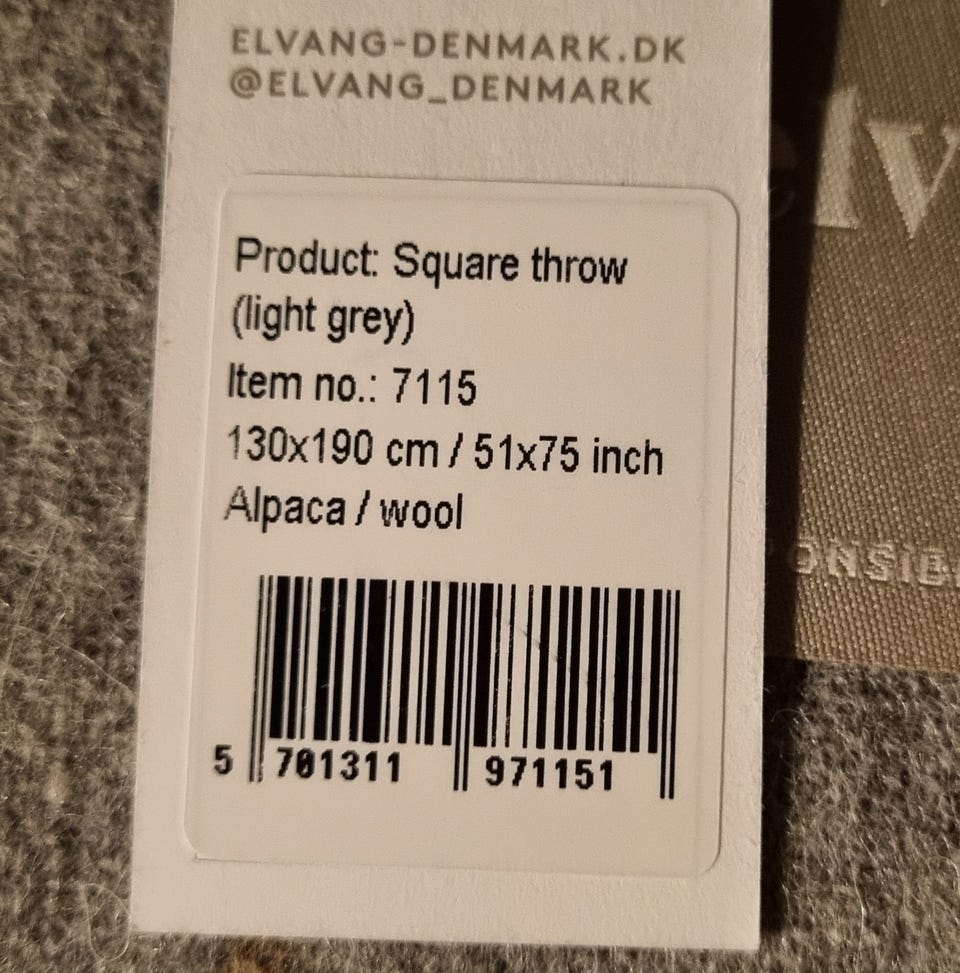 ELVANG-DENMARK.DK
@ELVANG_DENMARK
Product: Square throw
(light grey)
Item no.: 7115
130x190 cm / 51x75 inch
Alpaca / wool
5 701311 971151